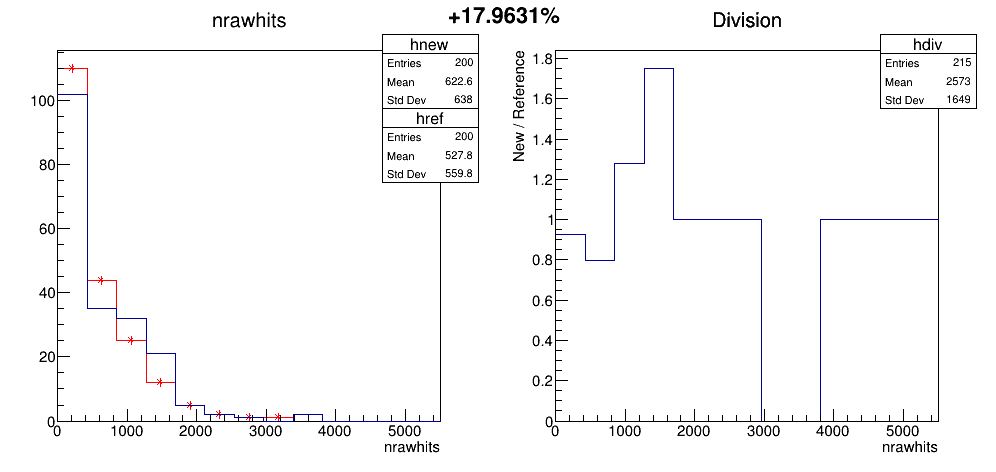 nrawhits
+17.9631%
Division
hnew
Entries 200
Mean 622.6
Std Dev 638
href
Entries 200
Mean 527.8
Std Dev 559.8
100
80
60
40
20
0
0 1000 2000 3000 4000 5000
nrawhits
hdiv
Entries 215
Mean 2573
Std Dev 1649
New / Reference
1.8
1.6
1.4
1.2
1
0.8
0.6
0.4
0.2
0
0 1000 2000 3000 4000 5000
nrawhits